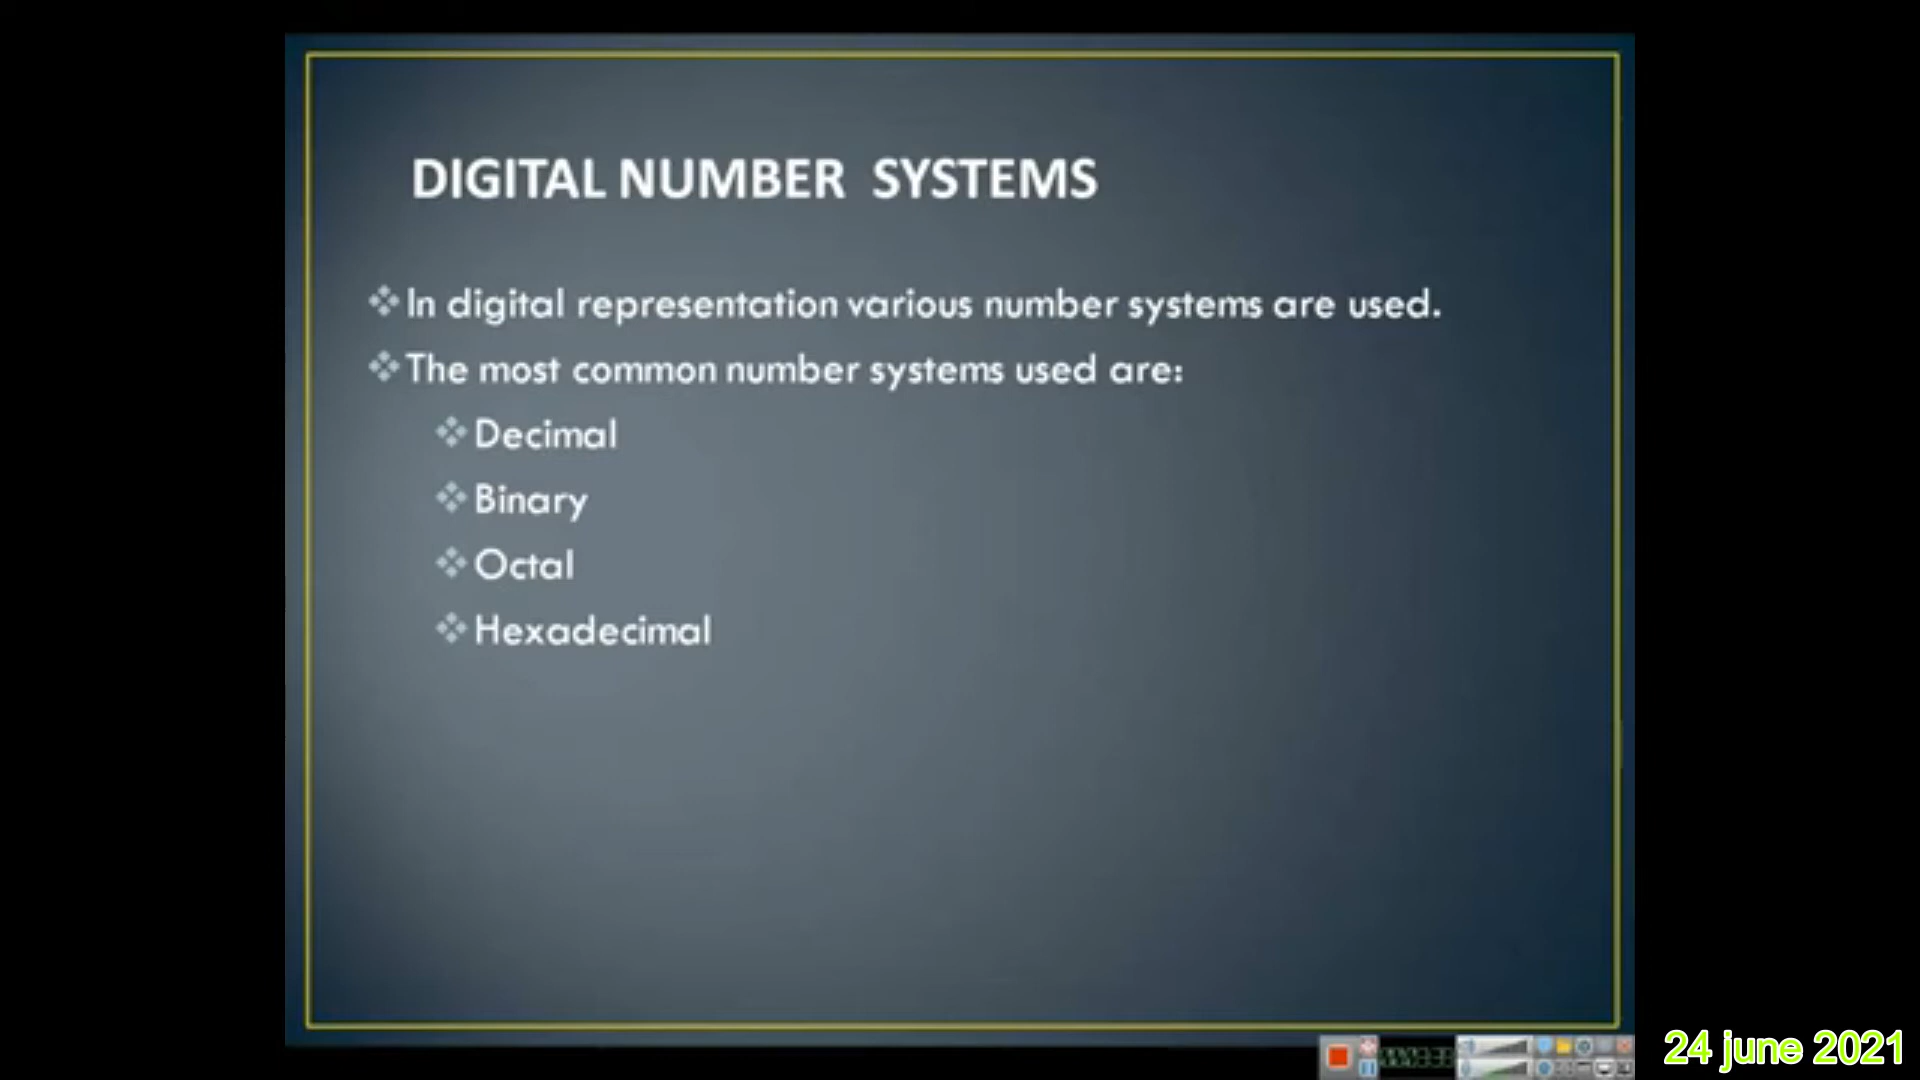 DIGITAL NUMBER SYSTEMS
In digital representation various number systems are used.
The most common number systems used are:
Decimal
Binary
Octal
Hexadecimal
24 june 2021